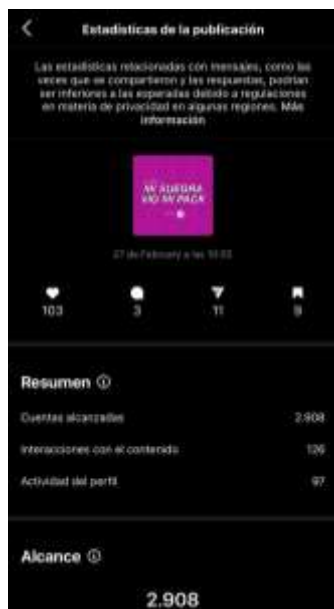 Estadísticas de la publicación
Las estadísticas relacionadas con mensajes, como las
veces que se compartieron y las respuestas, podrían
ser inferiores a las esperadas debido a regulaciones
en materia de privacidad en algunas regiones. Más
información
MI SUEGRA
VIO MI PACK
27 de February a las
103 3 11 9
Resumen
Cuentas alcanzadas 2.908
Interacciones con el contenido 126
Actividad del perfil 97
Alcance
2.908